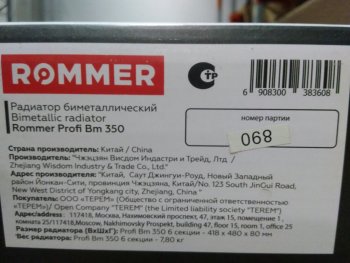 ROMMER
Радиатор биметаллический
Bimetallic radiator
Rommer Profi Bm 350
6 908300 383608
номер партии
068
Страна производитель: Китай / China
Производитель: "Чжэцзян Висдом Индастри и Трейд, Лтд /
Zhejiang Wisdom Industry & Trade Co., LTD"
Адрес производителя: "Китай, Саут Джингуи-Роуд, Новый Западный
район Йонкан-Сити, провинция Чжэцзяна, Китай/No. 123 South JinGui Road,
New West District of Yongkang city, Zhejiang, China"
Покупатель: ООО «ТЕРЕМ» (Общество с ограниченной ответственностью
«ТЕРЕМ»)/ Open Company "TEREM" (the Limited liability society "TEREM")
Адрес: 117418, Москва, Нахимовский проспект, 47, этаж 15, помещение 1,
комната 25/117418,Moscow, Nakhimovskiy Prospekt, building 47, floor 15, room 1, office 25
Размер радиатора (ВхШхГ): Profi Bm 350 6 секции - 418 x 480 x 80 мм
Вес радиатора: Profi Bm 350 6 секции - 7,80 кг